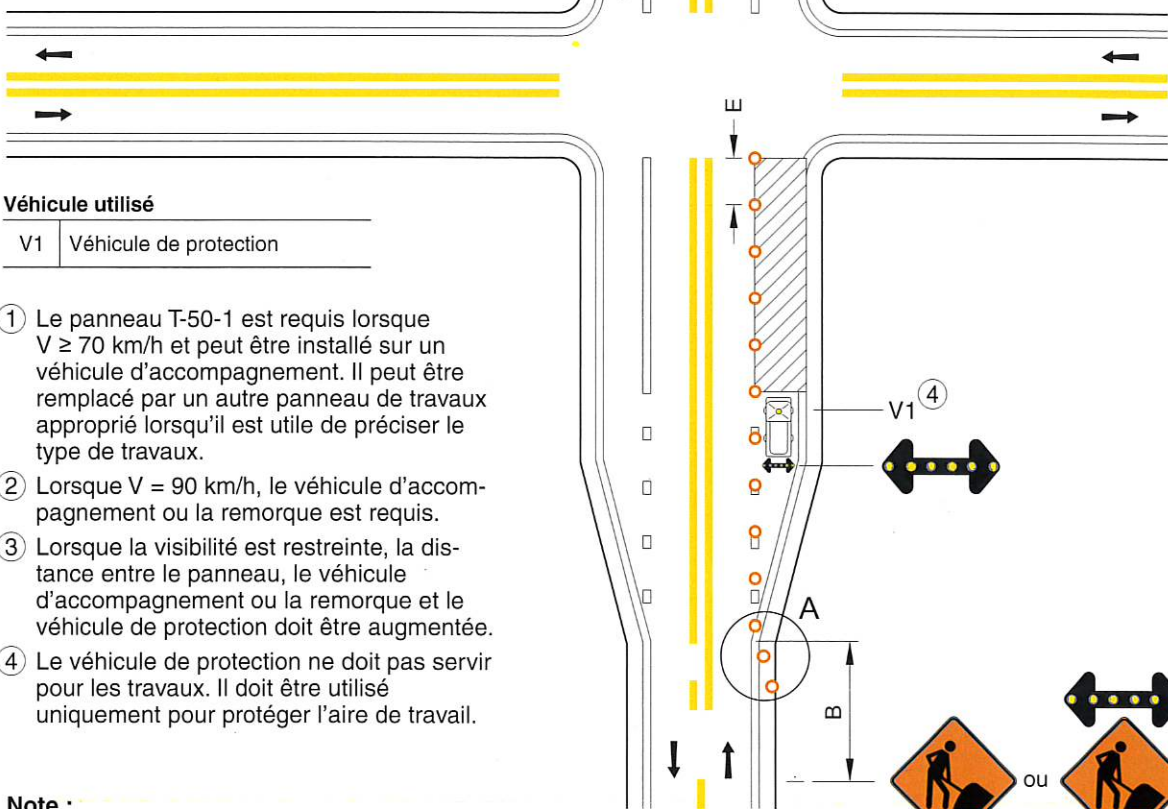 E
Véhicule utilisé
V1 Véhicule de protection
1 Le panneau T-50-1 est requis lorsque
V ≥ 70 km/h et peut être installé sur un
véhicule d'accompagnement. Il peut être
remplacé par un autre panneau de travaux
approprié lorsqu'il est utile de préciser le
type de travaux.
2 Lorsque V = 90 km/h, le véhicule d'accom-
pagnement ou la remorque est requis.
3 Lorsque la visibilité est restreinte, la dis-
tance entre le panneau, le véhicule
d'accompagnement ou la remorque et le
véhicule de protection doit être augmentée.
4 Le véhicule de protection ne doit pas servir
pour les travaux. Il doit être utilisé
uniquement pour protéger l'aire de travail.
V1 4
A
B
ou
Note :